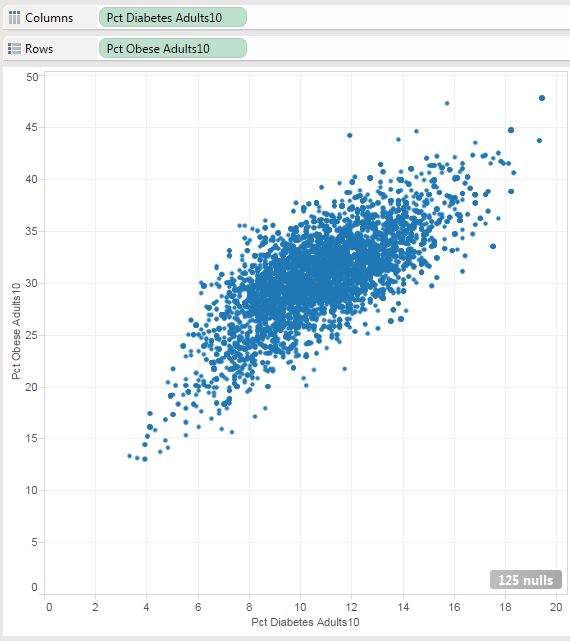 Columns Pct Diabetes Adults10
Rows Pct Obese Adults10
50
45
40
35
30
25
20
15
10
5
0
Pct Obese Adults10
125 nulls
0 2 4 6 8 10 12 14 16 18 20
Pct Diabetes Adults10